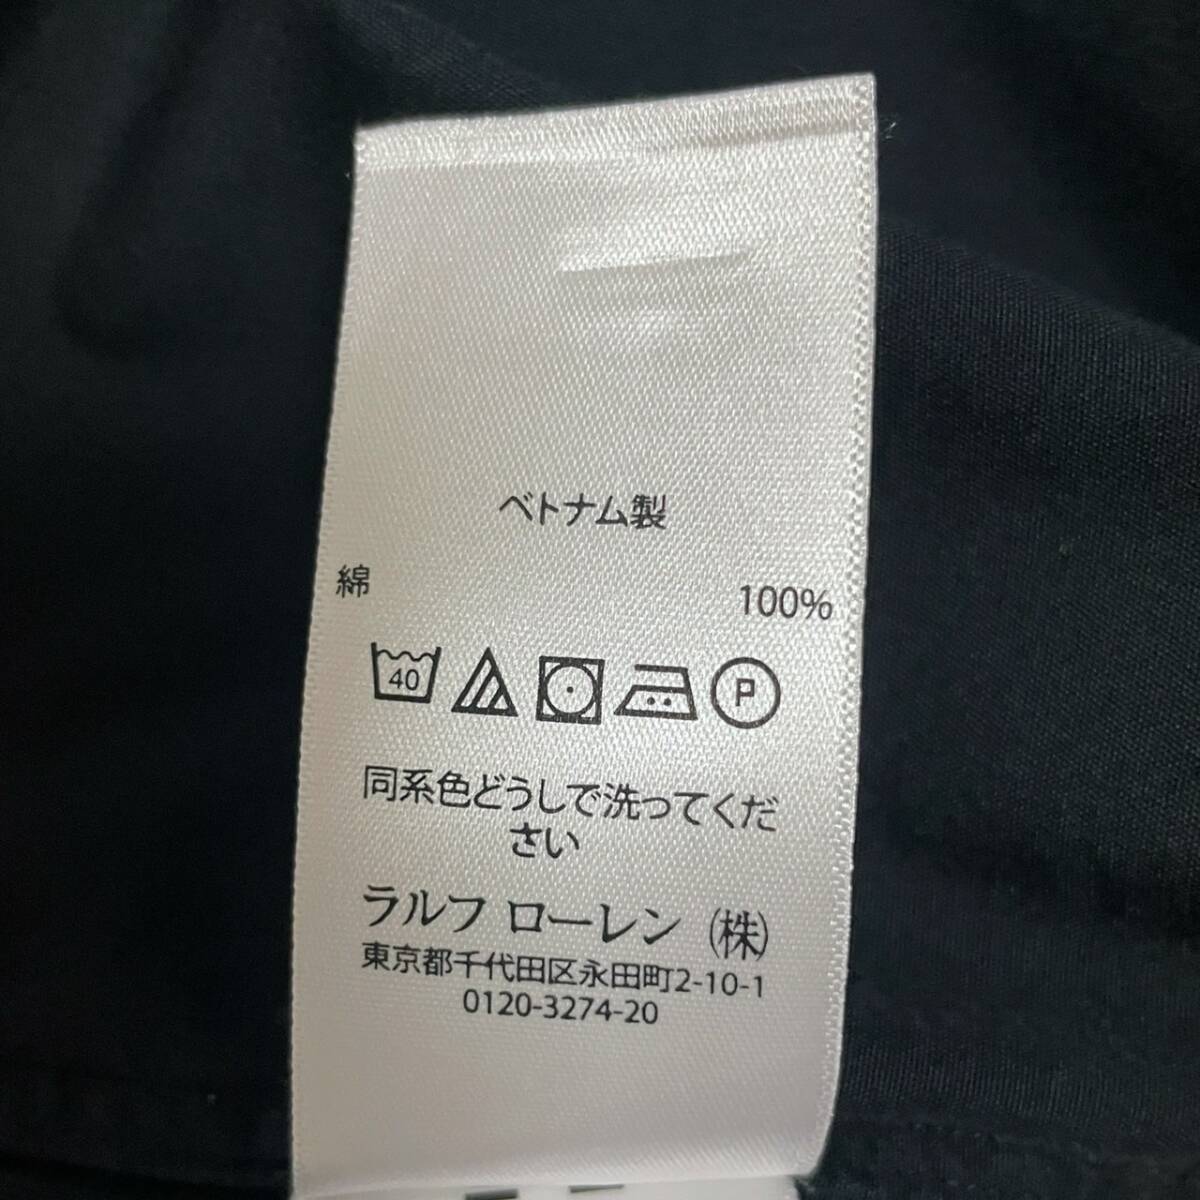 ベトナム製
綿 100%
40 P
同系色どうしで洗ってくだ
さい
ラルフ ローレン (株)
東京都千代田区永田町2-10-1
0120-3274-20